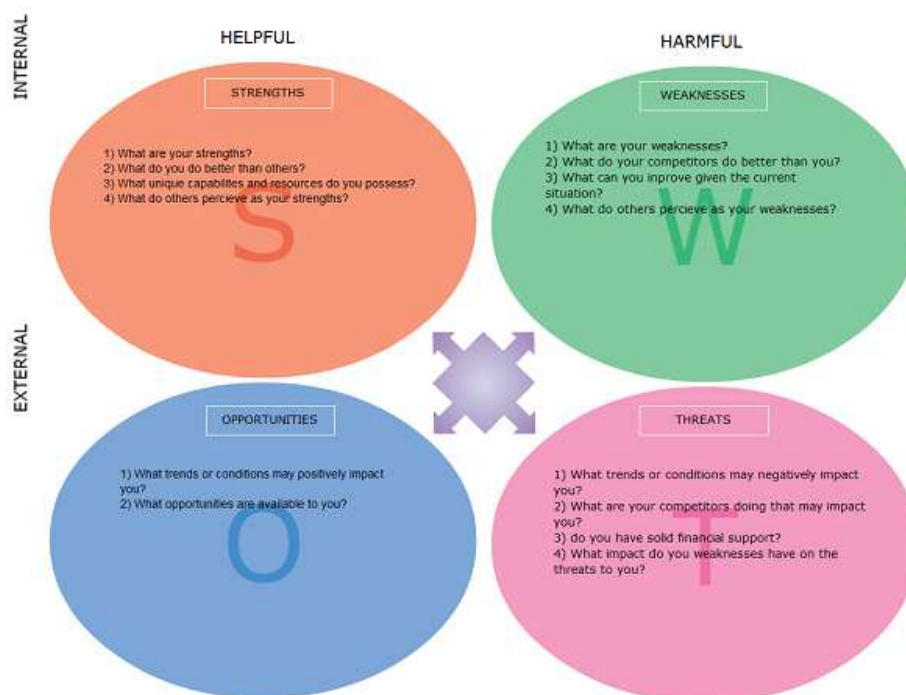 INTERNAL
HELPFUL
HARMFUL
STRENGTHS
1) What are your strengths?
2) What do you do better than others?
3) What unique capabilites and resources do you possess?
4) What do others percieve as your strengths?
S
WEAKNESSES
1) What are your weaknesses?
2) What do your competitors do better than you?
3) What can you inprove given the current
situation?
4) What do others percieve as your weaknesses?
W
EXTERNAL
OPPORTUNITIES
1) What trends or conditions may positively impact
you?
2) What opportunities are available to you?
O
THREATS
1) What trends or conditions may negatively impact
you?
2) What are your competitors doing that may impact
you?
3) do you have solid financial support?
4) What impact do you weaknesses have on the
threats to you?
T